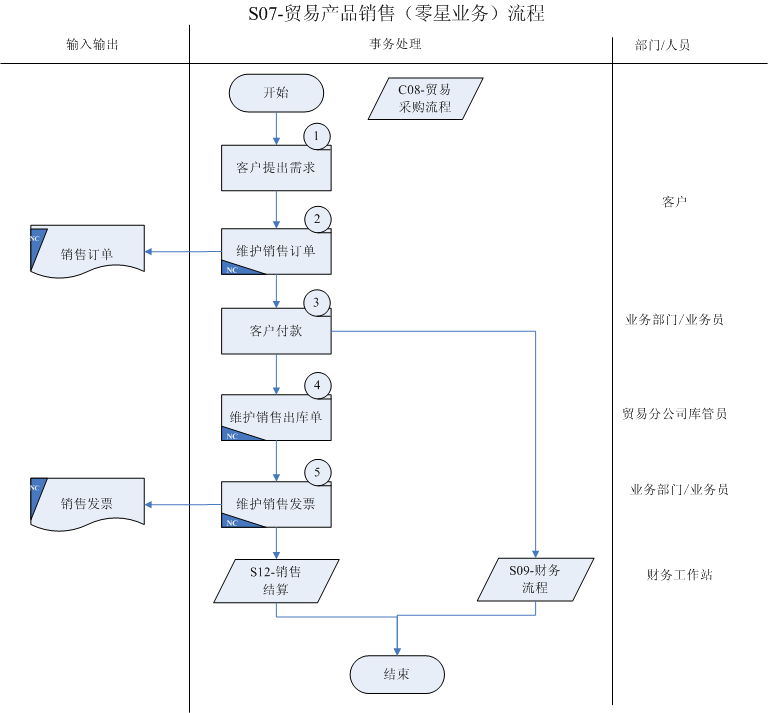 S07-贸易产品销售（零星业务）流程
输入输出
事务处理
部门/人员
开始
C08-贸易
采购流程
1
客户提出需求
客户
2
NC
销售订单
维护销售订单
NC
3
客户付款
业务部门/业务员
4
维护销售出库单
NC
贸易分公司库管员
5
NC
销售发票
维护销售发票
NC
业务部门/业务员
S12-销售
结算
S09-财务
流程
财务工作站
结束